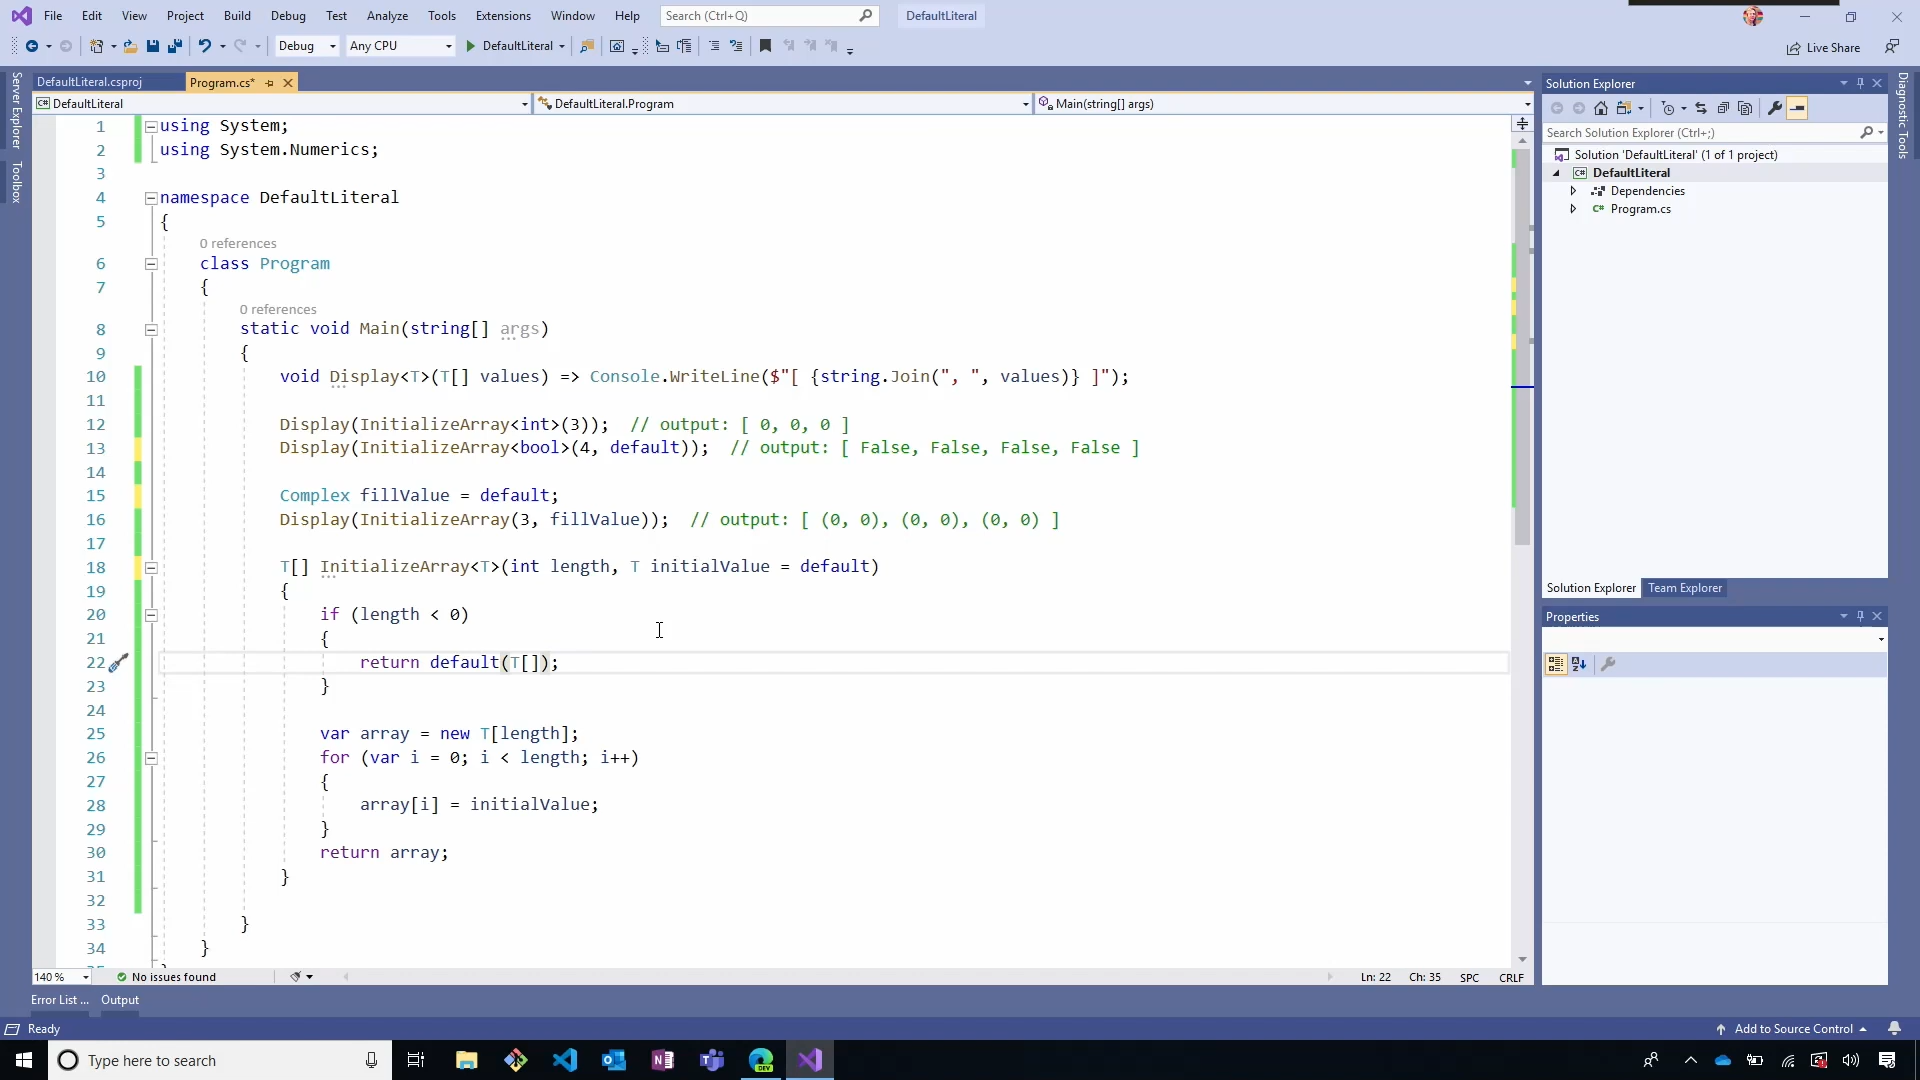 File Edit View Project Build Debug Test Analyze Tools Extensions Window Help Search (Ctrl+Q) DefaultLiteral
Debug Any CPU DefaultLiteral Live Share
Server Explorer
Toolbox
DefaultLiteral.csproj Program.cs*
DefaultLiteral DefaultLiteral.Program Main(string[] args)
1 using System;
2 using System.Numerics;
3
4 namespace DefaultLiteral
5 {
0 references
6 class Program
7 {
0 references
8 static void Main(string[] args)
9 {
10 void Display<T>(T[] values) => Console.WriteLine($"[ {string.Join(", ", values)} ]");
11
12 Display(InitializeArray<int>(3)); // output: [ 0, 0, 0 ]
13 Display(InitializeArray<bool>(4, default)); // output: [ False, False, False, False ]
14
15 Complex fillValue = default;
16 Display(InitializeArray(3, fillValue)); // output: [ (0, 0), (0, 0), (0, 0) ]
17
18 T[] InitializeArray<T>(int length, T initialValue = default)
19 {
20 if (length < 0)
21 {
22 return default(T[]);
23 }
24
25 var array = new T[length];
26 for (var i = 0; i < length; i++)
27 {
28 array[i] = initialValue;
29 }
30 return array;
31 }
32
33 }
34 }
140 % No issues found Ln: 22 Ch: 35 SPC CRLF
Solution Explorer
Search Solution Explorer (Ctrl+;)
Solution 'DefaultLiteral' (1 of 1 project)
C# DefaultLiteral
Dependencies
C# Program.cs
Solution Explorer Team Explorer
Properties
Diagnostic Tools
Error List ... Output
Ready Add to Source Control
Type here to search
DEV